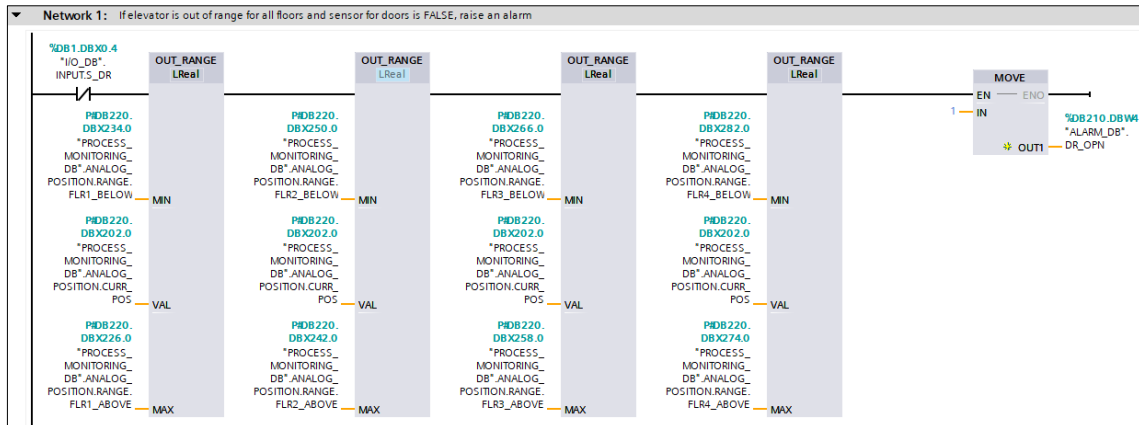 Network 1: If elevator is out of range for all floors and sensor for doors is FALSE, raise an alarm
%DB1.DBX0.4
"I/O_DB".
INPUT.S_DR
OUT_RANGE
LReal
P#DB220.
DBX234.0
"PROCESS_
MONITORING_
DB".ANALOG_
POSITION.RANGE.
FLR1_BELOW
MIN
P#DB220.
DBX202.0
"PROCESS_
MONITORING_
DB".ANALOG_
POSITION.CURR_
POS
VAL
P#DB220.
DBX226.0
"PROCESS_
MONITORING_
DB".ANALOG_
POSITION.RANGE.
FLR1_ABOVE
MAX
OUT_RANGE
LReal
P#DB220.
DBX250.0
"PROCESS_
MONITORING_
DB".ANALOG_
POSITION.RANGE.
FLR2_BELOW
MIN
P#DB220.
DBX202.0
"PROCESS_
MONITORING_
DB".ANALOG_
POSITION.CURR_
POS
VAL
P#DB220.
DBX242.0
"PROCESS_
MONITORING_
DB".ANALOG_
POSITION.RANGE.
FLR2_ABOVE
MAX
OUT_RANGE
LReal
P#DB220.
DBX266.0
"PROCESS_
MONITORING_
DB".ANALOG_
POSITION.RANGE.
FLR3_BELOW
MIN
P#DB220.
DBX202.0
"PROCESS_
MONITORING_
DB".ANALOG_
POSITION.CURR_
POS
VAL
P#DB220.
DBX258.0
"PROCESS_
MONITORING_
DB".ANALOG_
POSITION.RANGE.
FLR3_ABOVE
MAX
OUT_RANGE
LReal
P#DB220.
DBX282.0
"PROCESS_
MONITORING_
DB".ANALOG_
POSITION.RANGE.
FLR4_BELOW
MIN
P#DB220.
DBX202.0
"PROCESS_
MONITORING_
DB".ANALOG_
POSITION.CURR_
POS
VAL
P#DB220.
DBX274.0
"PROCESS_
MONITORING_
DB".ANALOG_
POSITION.RANGE.
FLR4_ABOVE
MAX
MOVE
EN ENO
1 IN
OUT1
%DB210.DBW4
"ALARM_DB".
DR_OPN